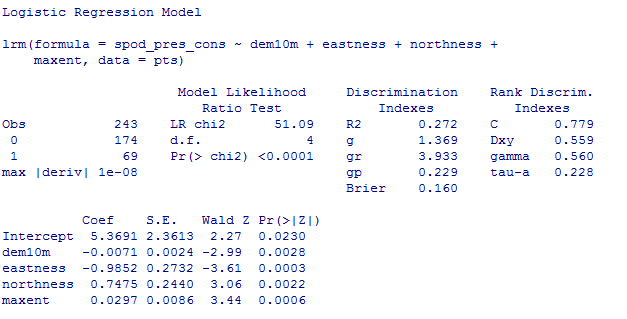 Logistic Regression Model
lrm(formula = spod_pres_cons ~ dem10m + eastness + northness +
    maxent, data = pts)
                      Model Likelihood     Discrimination    Rank Discrim.
                         Ratio Test            Indexes          Indexes
Obs            243    LR chi2      51.09    R2       0.272    C       0.779
 0             174    d.f.             4    g        1.369    Dxy     0.559
 1              69    Pr(> chi2) <0.0001    gr       3.933    gamma   0.560
max |deriv| 1e-08                           gp       0.229    tau-a   0.228
                                            Brier    0.160
          Coef    S.E.   Wald Z Pr(>|Z|)
Intercept  5.3691 2.3613  2.27  0.0230
dem10m    -0.0071 0.0024 -2.99  0.0028
eastness  -0.9852 0.2732 -3.61  0.0003
northness  0.7475 0.2440  3.06  0.0022
maxent     0.0297 0.0086  3.44  0.0006